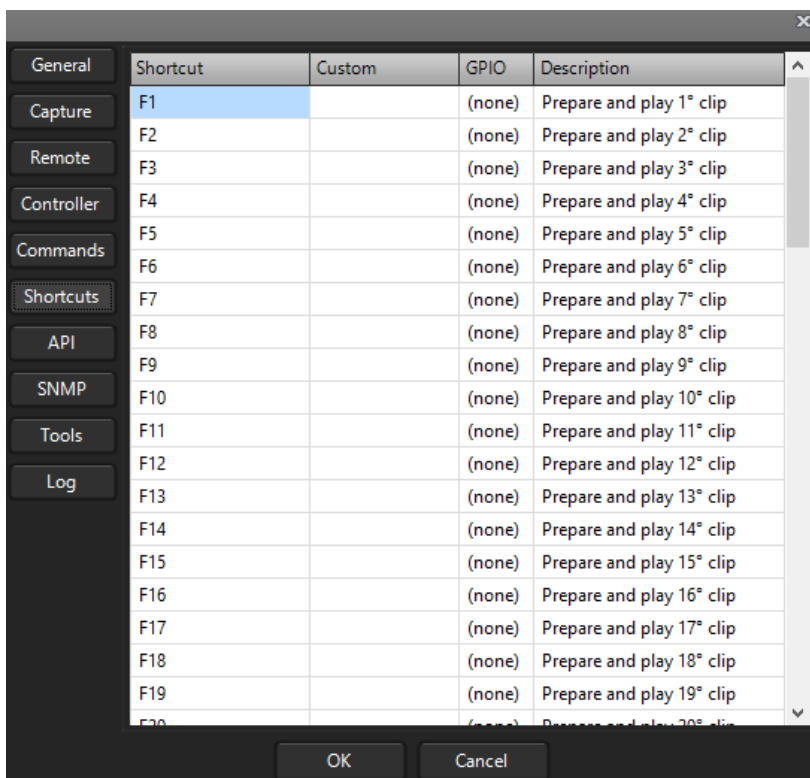 x
General
Capture
Remote
Controller
Commands
Shortcuts
API
SNMP
Tools
Log
Shortcut Custom GPIO Description
F1 (none) Prepare and play 1° clip
F2 (none) Prepare and play 2° clip
F3 (none) Prepare and play 3° clip
F4 (none) Prepare and play 4° clip
F5 (none) Prepare and play 5° clip
F6 (none) Prepare and play 6° clip
F7 (none) Prepare and play 7° clip
F8 (none) Prepare and play 8° clip
F9 (none) Prepare and play 9° clip
F10 (none) Prepare and play 10° clip
F11 (none) Prepare and play 11° clip
F12 (none) Prepare and play 12° clip
F13 (none) Prepare and play 13° clip
F14 (none) Prepare and play 14° clip
F15 (none) Prepare and play 15° clip
F16 (none) Prepare and play 16° clip
F17 (none) Prepare and play 17° clip
F18 (none) Prepare and play 18° clip
F19 (none) Prepare and play 19° clip
F20 (none) Prepare and play 20° clip
OK Cancel